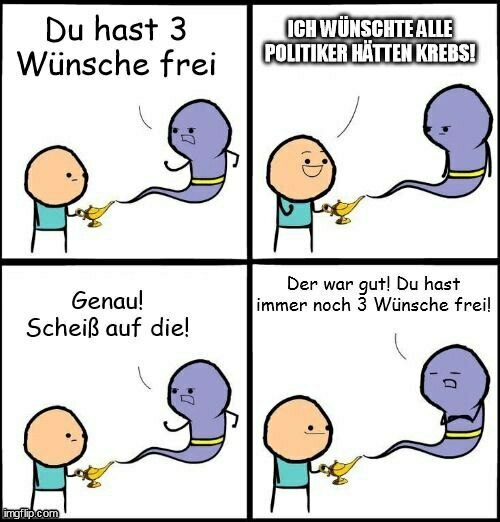 Du hast 3
Wünsche frei
ICH WÜNSCHTE ALLE
POLITIKER HÄTTEN KREBS!
Genau!
Scheiß auf die!
Der war gut! Du hast
immer noch 3 Wünsche frei!
imgflip.com